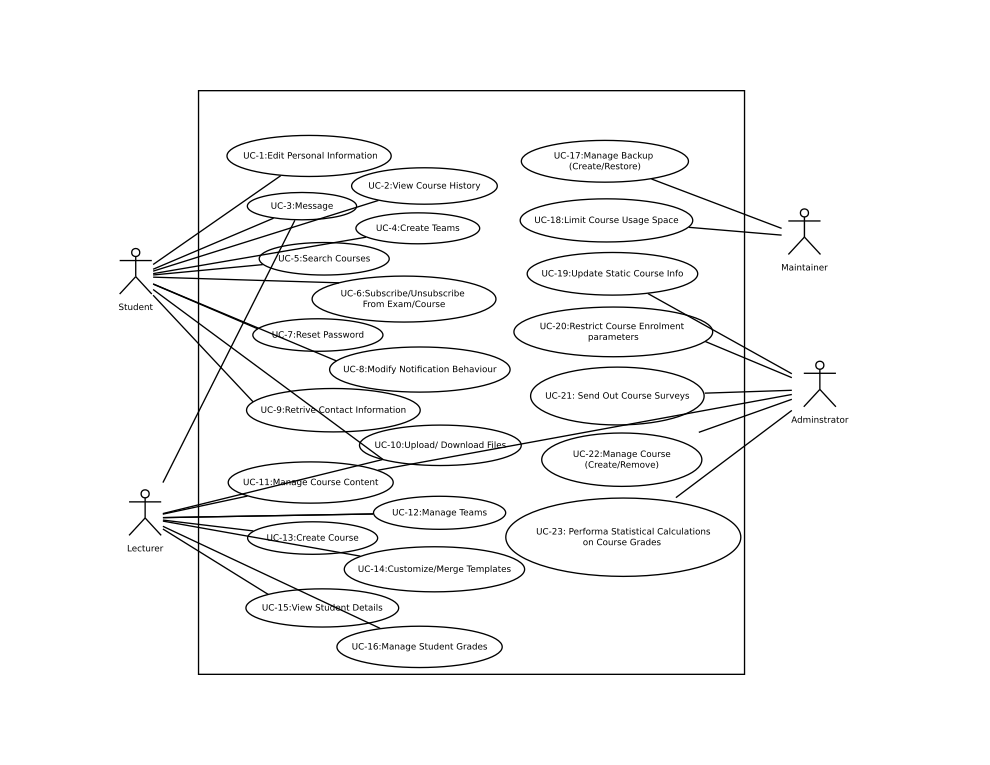 UC-1:Edit Personal Information
UC-2:View Course History
UC-3:Message
UC-4:Create Teams
UC-5:Search Courses
UC-6:Subscribe/Unsubscribe
From Exam/Course
UC-7:Reset Password
UC-8:Modify Notification Behaviour
UC-9:Retrive Contact Information
UC-10:Upload/ Download Files
UC-11:Manage Course Content
UC-12:Manage Teams
UC-13:Create Course
UC-14:Customize/Merge Templates
UC-15:View Student Details
UC-16:Manage Student Grades
UC-17:Manage Backup
(Create/Restore)
UC-18:Limit Course Usage Space
UC-19:Update Static Course Info
UC-20:Restrict Course Enrolment
parameters
UC-21: Send Out Course Surveys
UC-22:Manage Course
(Create/Remove)
UC-23: Performa Statistical Calculations
on Course Grades
Student
Lecturer
Maintainer
Adminstrator